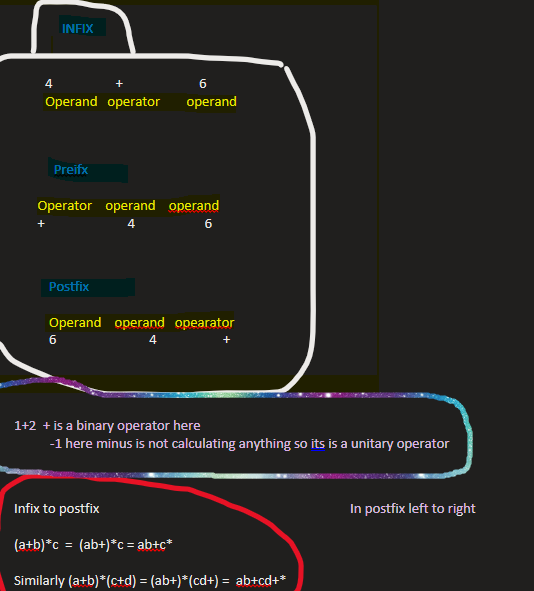 INFIX
4 + 6
Operand operator operand
Preifx
Operator operand operand
+ 4 6
Postfix
Operand operand opearator
6 4 +
1+2 + is a binary operator here
-1 here minus is not calculating anything so its is a unitary operator
Infix to postfix In postfix left to right
(a+b)*c = (ab+)*c = ab+c*
Similarly (a+b)*(c+d) = (ab+)*(cd+) = ab+cd+*